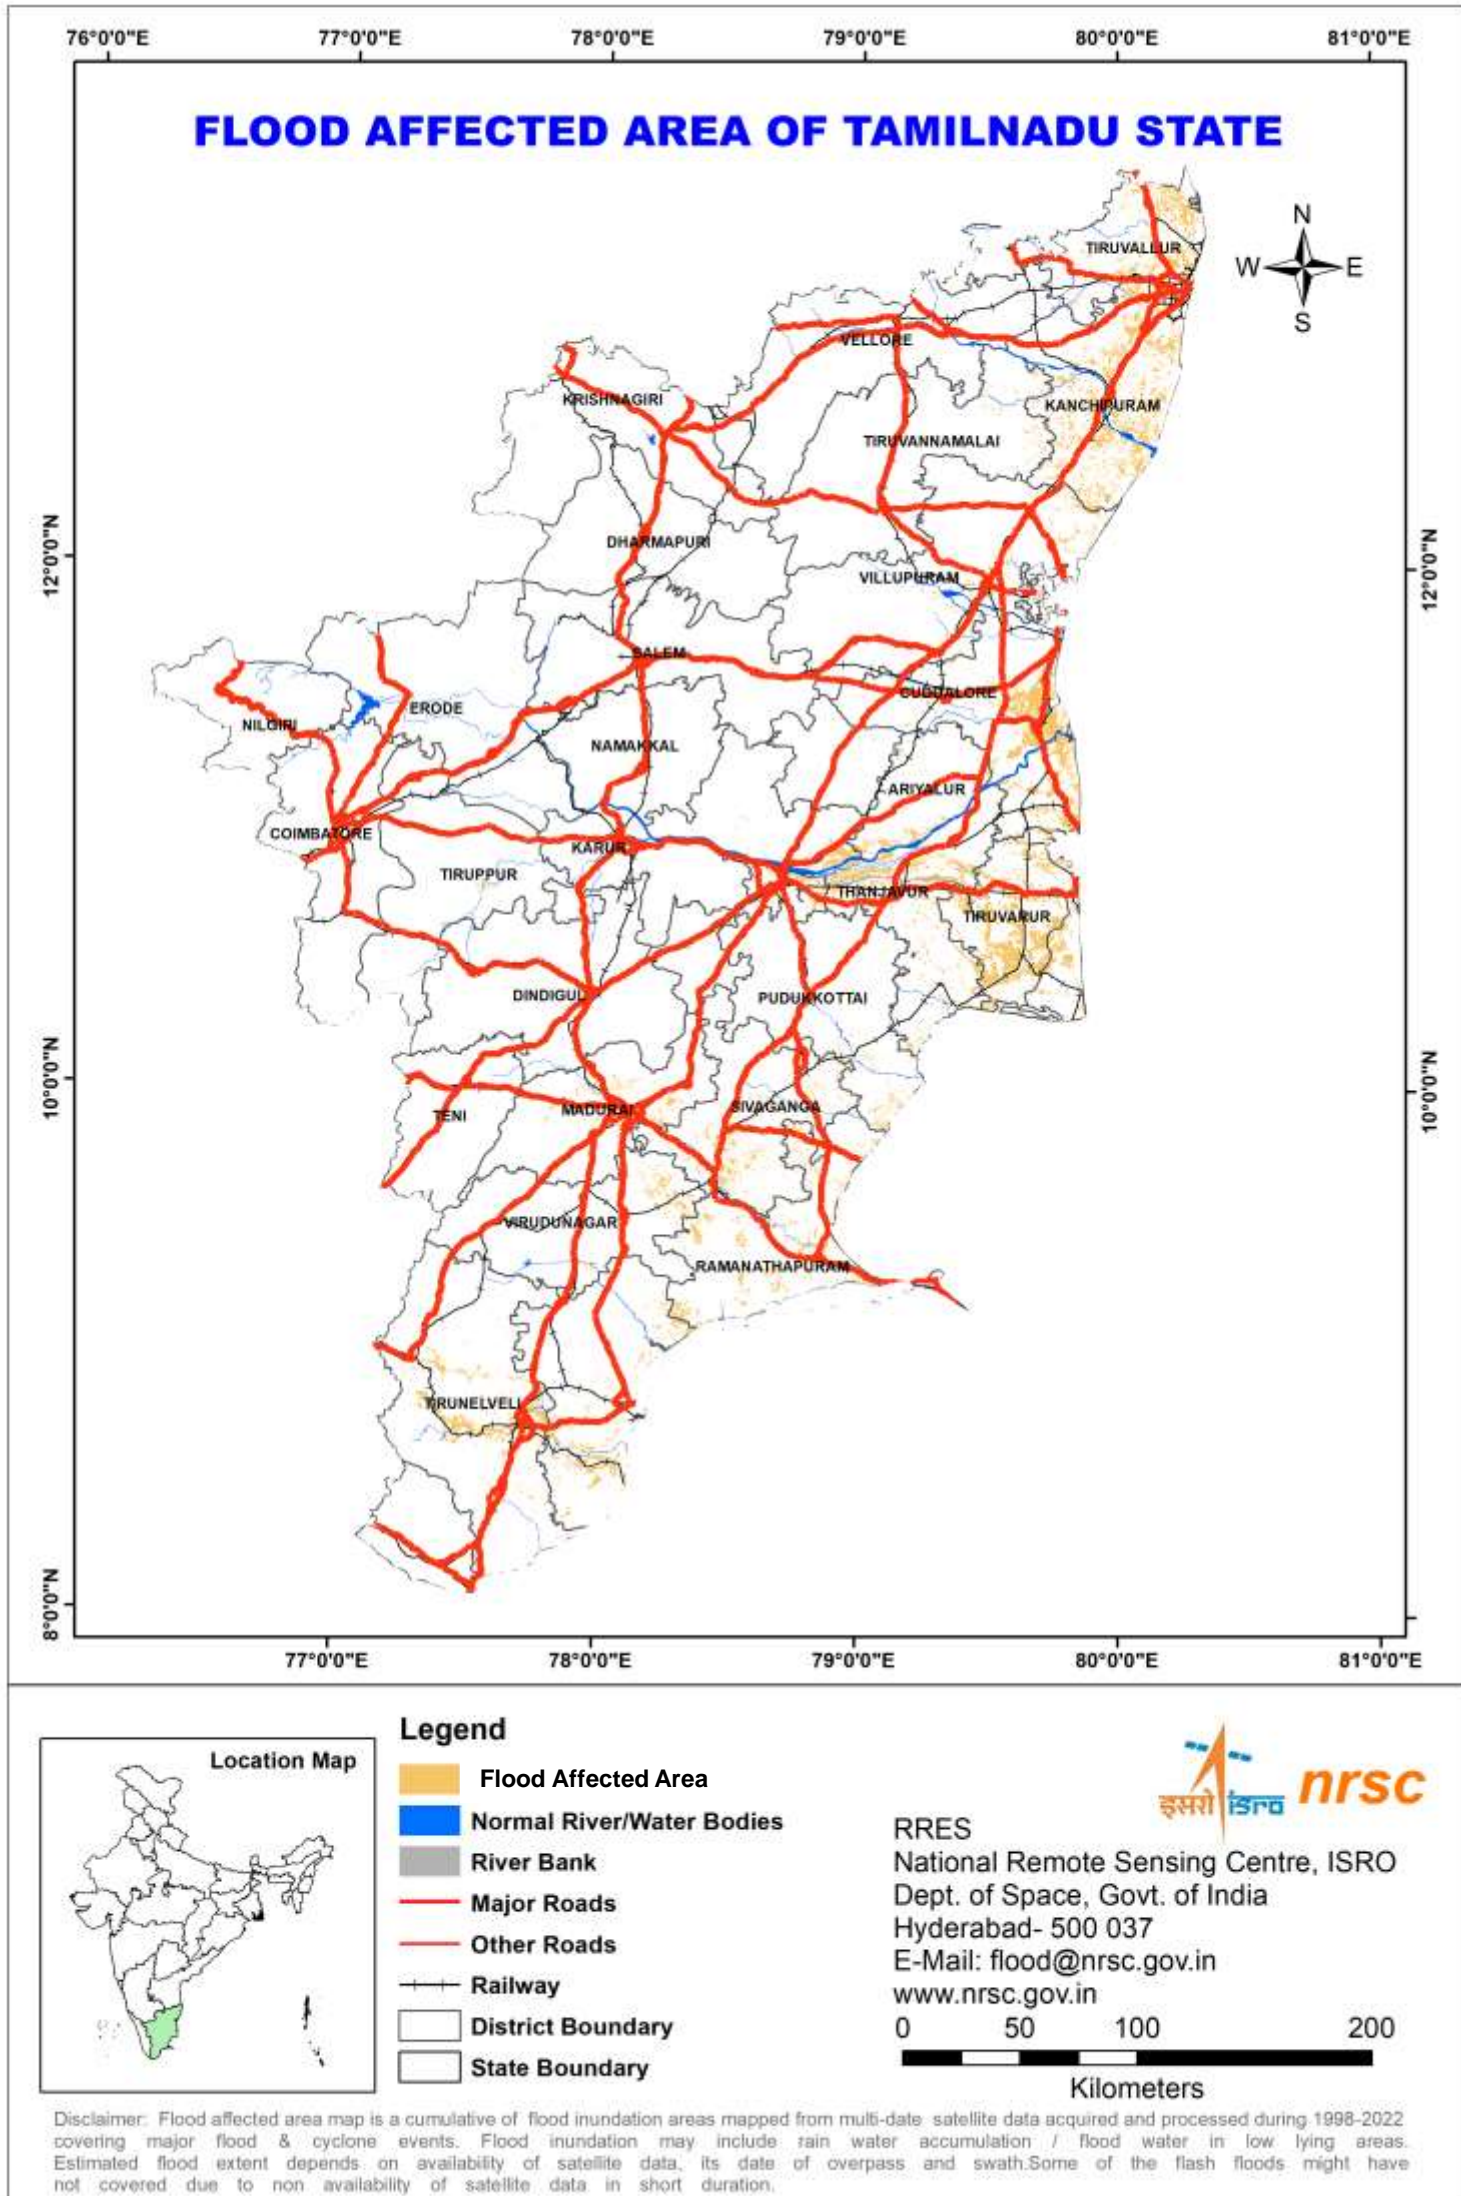 76°0'0"E 77°0'0"E 78°0'0"E 79°0'0"E 80°0'0"E 81°0'0"E
FLOOD AFFECTED AREA OF TAMILNADU STATE
N
W E
S
TIRUVALLUR
VELLORE
KRISHNAGIRI
KANCHIPURAM
TIRUVANNAMALAI
12°0'0"N
12°0'0"N
DHARMAPURI
VILLUPURAM
SALEM
CUDDALORE
ERODE
NILGIRI
NAMAKKAL
ARIYALUR
COIMBATORE
KARUR
TIRUPPUR
THANJAVUR
TIRUVARUR
DINDIGUL
PUDUKKOTTAI
10°0'0"N
10°0'0"N
TENI
MADURAI
SIVAGANGA
VIRUDUNAGAR
RAMANATHAPURAM
TIRUNELVELI
8°0'0"N
77°0'0"E 78°0'0"E 79°0'0"E 80°0'0"E 81°0'0"E
Location Map
Legend
Flood Affected Area
Normal River/Water Bodies
River Bank
Major Roads
Other Roads
Railway
District Boundary
State Boundary
इसरो isro nrsc
RRES
National Remote Sensing Centre, ISRO
Dept. of Space, Govt. of India
Hyderabad- 500 037
E-Mail: flood@nrsc.gov.in
www.nrsc.gov.in
0 50 100 200
Kilometers
Disclaimer: Flood affected area map is a cumulative of flood inundation areas mapped from multi-date satellite data acquired and processed during 1998-2022
covering major flood & cyclone events. Flood inundation may include rain water accumulation / flood water in low lying areas.
Estimated flood extent depends on availability of satellite data, its date of overpass and swath.Some of the flash floods might have
not covered due to non availability of satellite data in short duration.